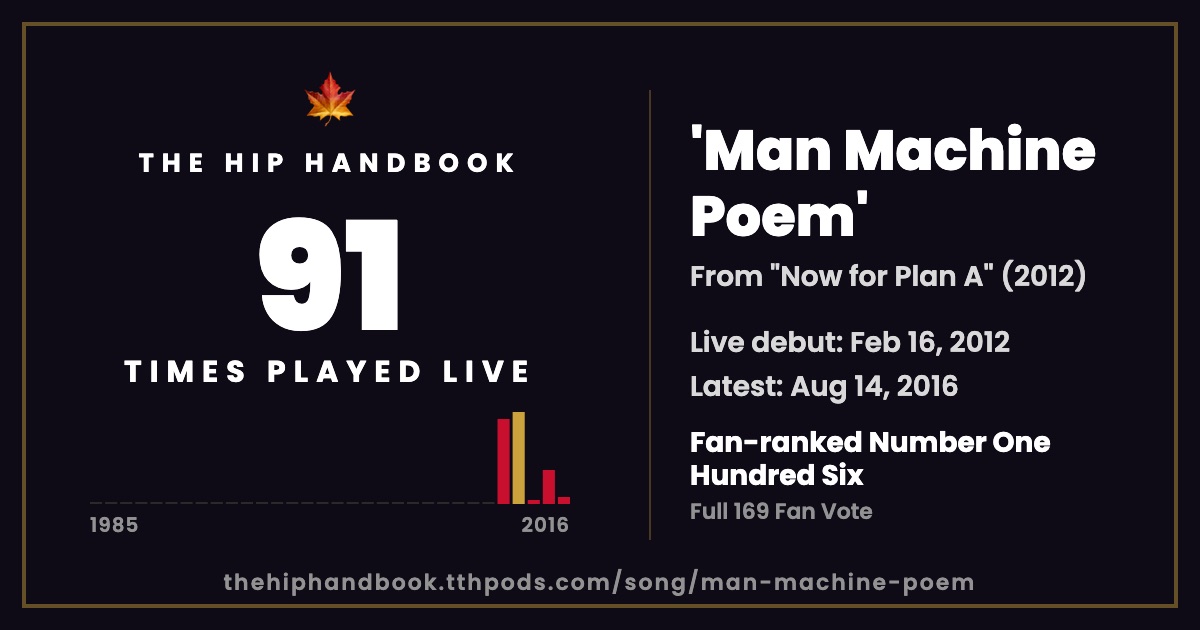 THE HIP HANDBOOK
91
TIMES PLAYED LIVE
1985
2016
'Man Machine
Poem'
From "Now for Plan A" (2012)
Live debut: Feb 16, 2012
Latest: Aug 14, 2016
Fan-ranked Number One
Hundred Six
Full 169 Fan Vote
thehiphandbook.tthpods.com/song/man-machine-poem